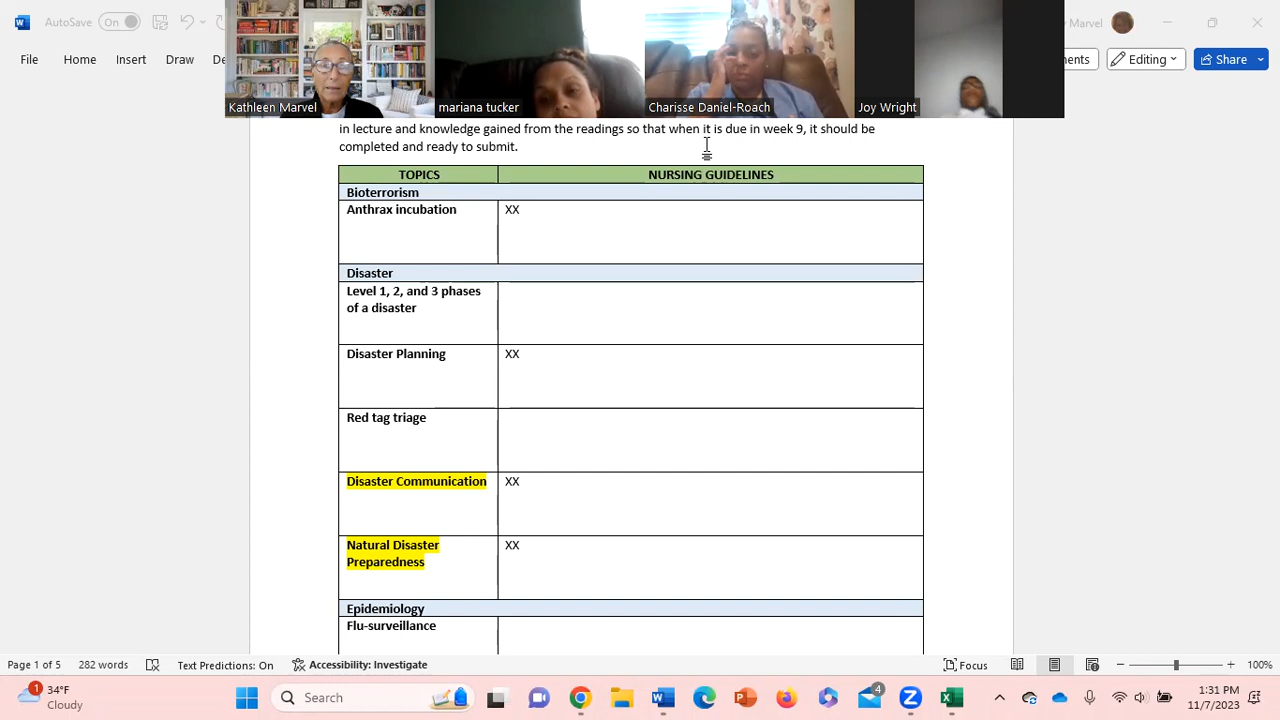 AutoSave On
Marvel
File Home Insert Draw
Editing Share
Kathleen Marvel
mariana tucker
Charisse Daniel-Roach
Joy Wright
in lecture and knowledge gained from the readings so that when it is due in week 9, it should be
completed and ready to submit.
TOPICS NURSING GUIDELINES
Bioterrorism
Anthrax incubation XX
Disaster
Level 1, 2, and 3 phases
of a disaster
Disaster Planning XX
Red tag triage
Disaster Communication XX
Natural Disaster XX
Preparedness
Epidemiology
Flu-surveillance
Page 1 of 5 282 words Text Predictions: On Accessibility: Investigate Focus 100%
1 34°F
Cloudy
Search
4
1:31 PM
11/7/2023